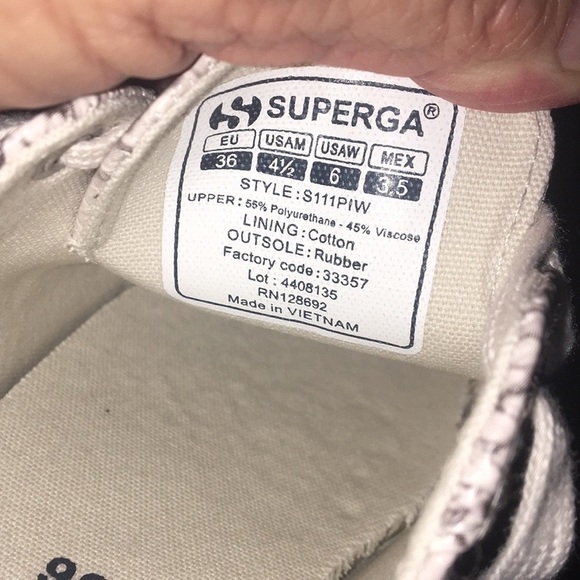 SUPERGA®
EU USAM USAW MEX
36 4½ 6 3.5
STYLE : S111PIW
UPPER : 55% Polyurethane - 45% Viscose
LINING : Cotton
OUTSOLE : Rubber
Factory code : 33357
Lot : 4408135
RN128692
Made in VIETNAM